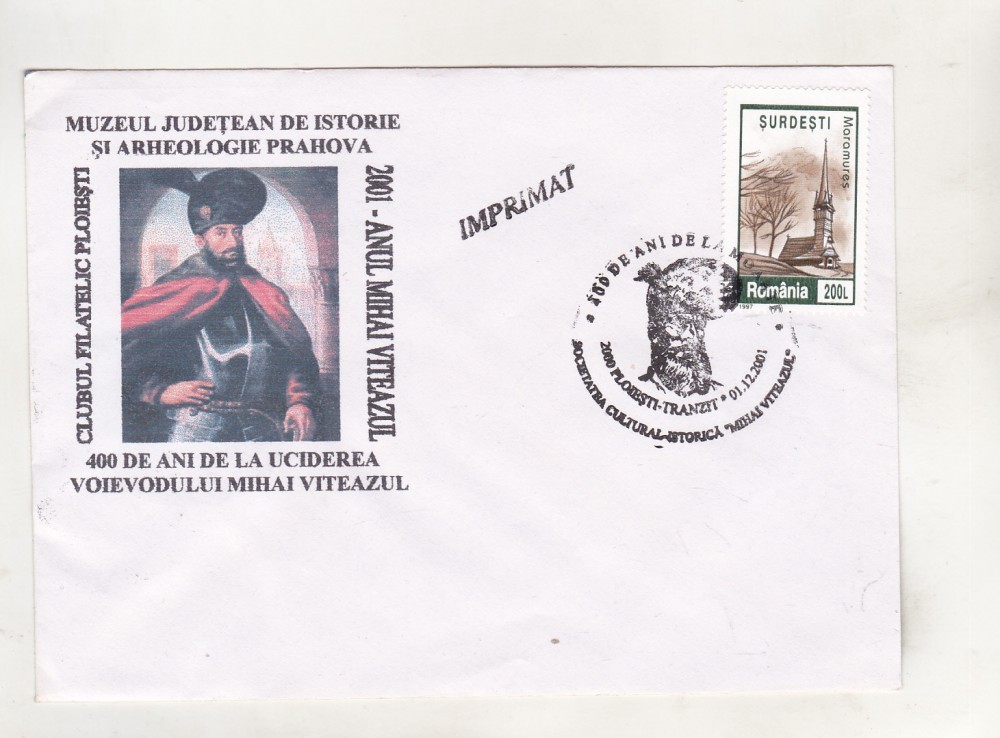 MUZEUL JUDEȚEAN DE ISTORIE
ȘI ARHEOLOGIE PRAHOVA
CLUBUL FILATELIC PLOIEȘTI
2001 - ANUL MIHAI VITEAZUL
400 DE ANI DE LA UCIDEREA
VOIEVODULUI MIHAI VITEAZUL
IMPRIMAT
ȘURDEȘTI
Maramureș
România 200L
1997
* 400 DE ANI DE LA
2000 PLOIEȘTI-TRANZIT * 01.12.2001
SOCIETATEA CULTURAL-ISTORICĂ "MIHAI VITEAZUL"